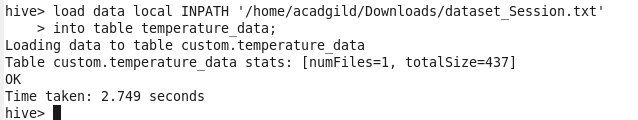 hive> load data local INPATH '/home/acadgild/Downloads/dataset_Session.txt'
    > into table temperature_data;
Loading data to table custom.temperature_data
Table custom.temperature_data stats: [numFiles=1, totalSize=437]
OK
Time taken: 2.749 seconds
hive>